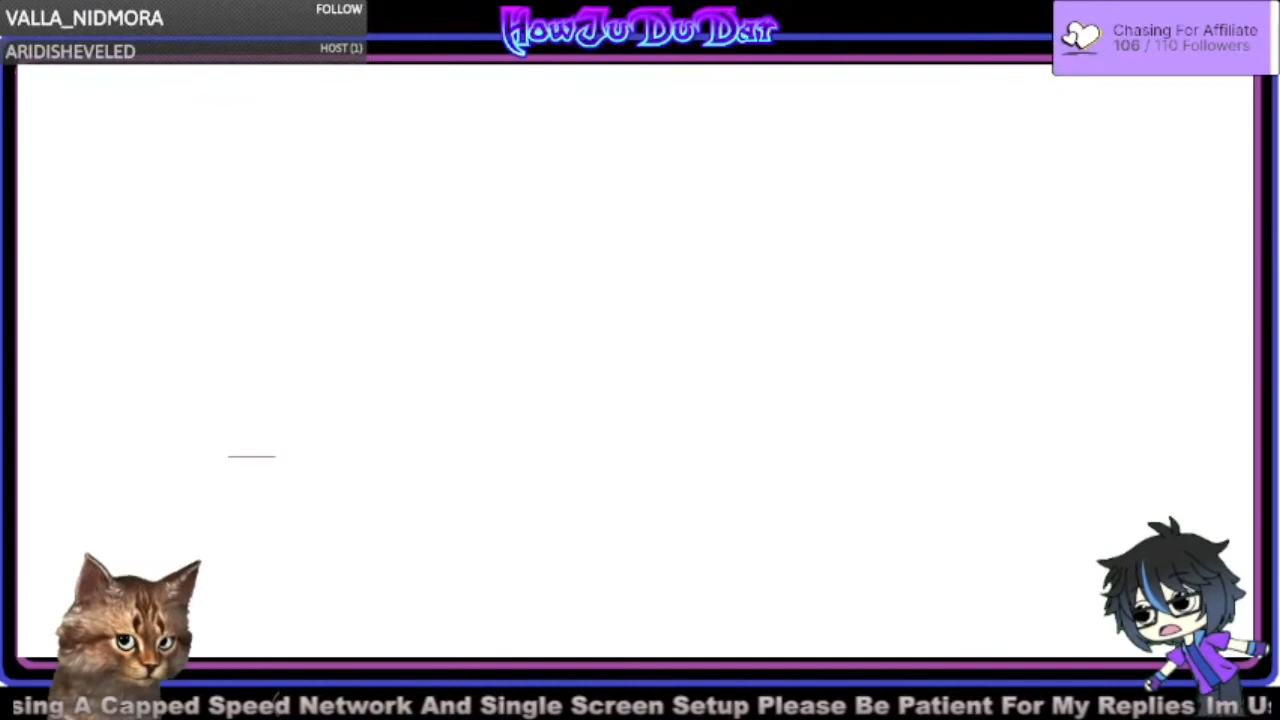 VALLA_NIDMORA FOLLOW
ARIDISHEVELED HOST (1)
HowJuDuDat
Chasing For Affiliate
106 / 110 Followers
sing A Capped Speed Network And Single Screen Setup Please Be Patient For My Replies Im U